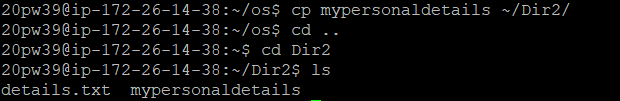 20pw39@ip-172-26-14-38:~/os$ cp mypersonaldetails ~/Dir2/
20pw39@ip-172-26-14-38:~/os$ cd ..
20pw39@ip-172-26-14-38:~$ cd Dir2
20pw39@ip-172-26-14-38:~/Dir2$ ls
details.txt  mypersonaldetails